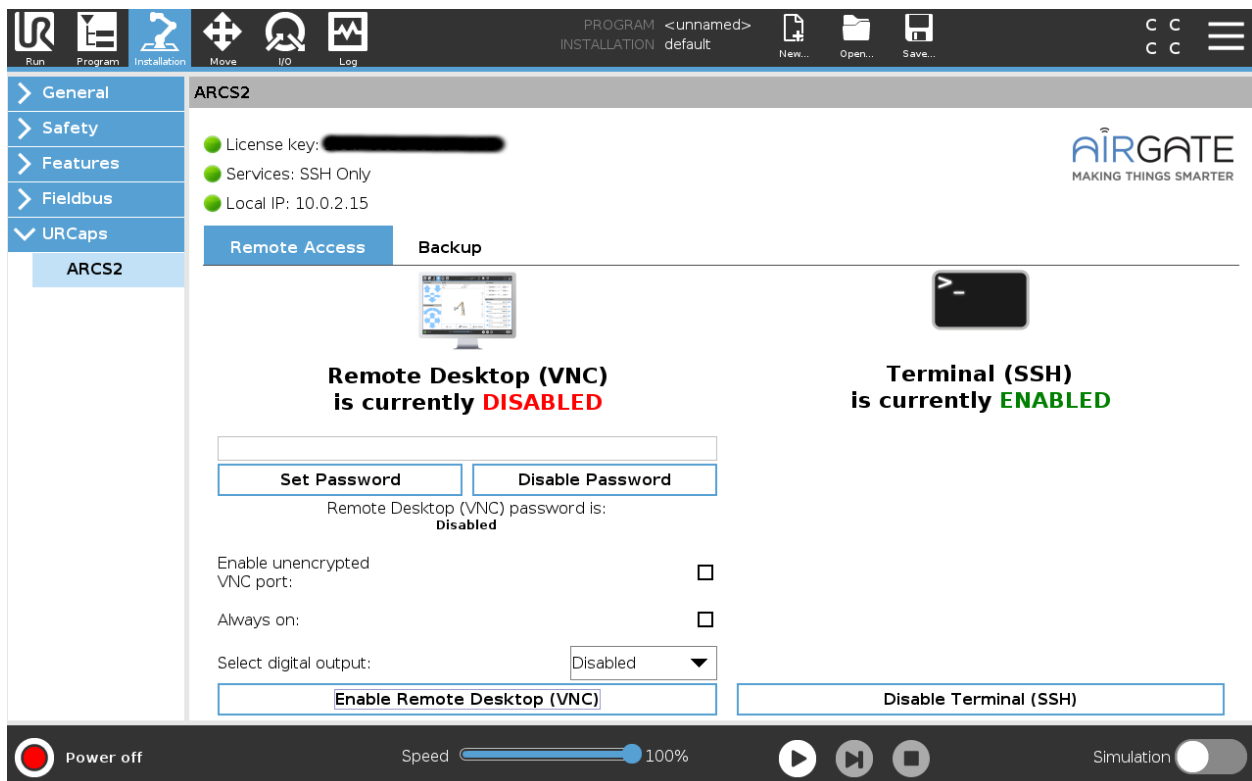 PROGRAM <unnamed>
INSTALLATION default
Run
Program
Installation
Move
I/O
Log
New...
Open...
Save...
C C
C C
General
Safety
Features
Fieldbus
URCaps
ARCS2
ARCS2
License key:
Services: SSH Only
Local IP: 10.0.2.15
AIRGATE
MAKING THINGS SMARTER
Remote Access
Backup
Remote Desktop (VNC)
is currently DISABLED
Set Password
Disable Password
Remote Desktop (VNC) password is:
Disabled
Enable unencrypted
VNC port:
Always on:
Select digital output:
Disabled
Enable Remote Desktop (VNC)
>_
Terminal (SSH)
is currently ENABLED
Disable Terminal (SSH)
Power off
Speed
100%
Simulation